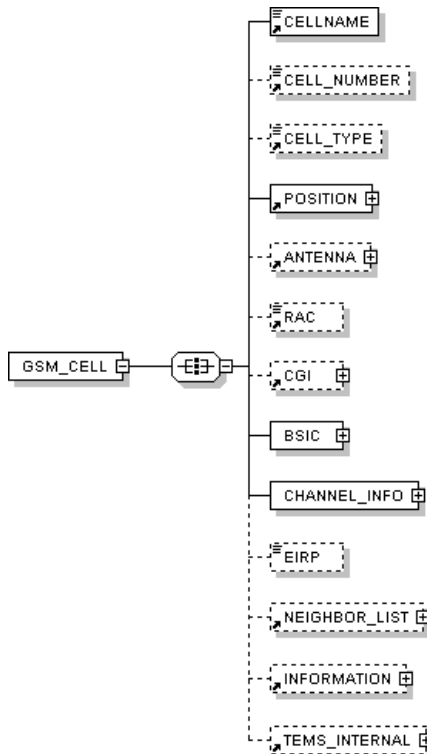 CELLNAME
CELL_NUMBER
CELL_TYPE
POSITION
ANTENNA
RAC
GSM_CELL
CGI
BSIC
CHANNEL_INFO
EIRP
NEIGHBOR_LIST
INFORMATION
TEMS_INTERNAL